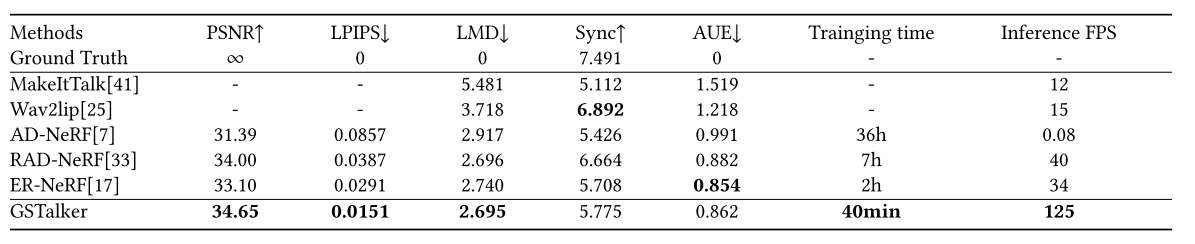 Methods PSNR↑ LPIPS↓ LMD↓ Sync↑ AUE↓ Trainging time Inference FPS
Ground Truth ∞ 0 0 7.491 0 - -
MakeItTalk[41] - - 5.481 5.112 1.519 - 12
Wav2lip[25] - - 3.718 6.892 1.218 - 15
AD-NeRF[7] 31.39 0.0857 2.917 5.426 0.991 36h 0.08
RAD-NeRF[33] 34.00 0.0387 2.696 6.664 0.882 7h 40
ER-NeRF[17] 33.10 0.0291 2.740 5.708 0.854 2h 34
GSTalker 34.65 0.0151 2.695 5.775 0.862 40min 125